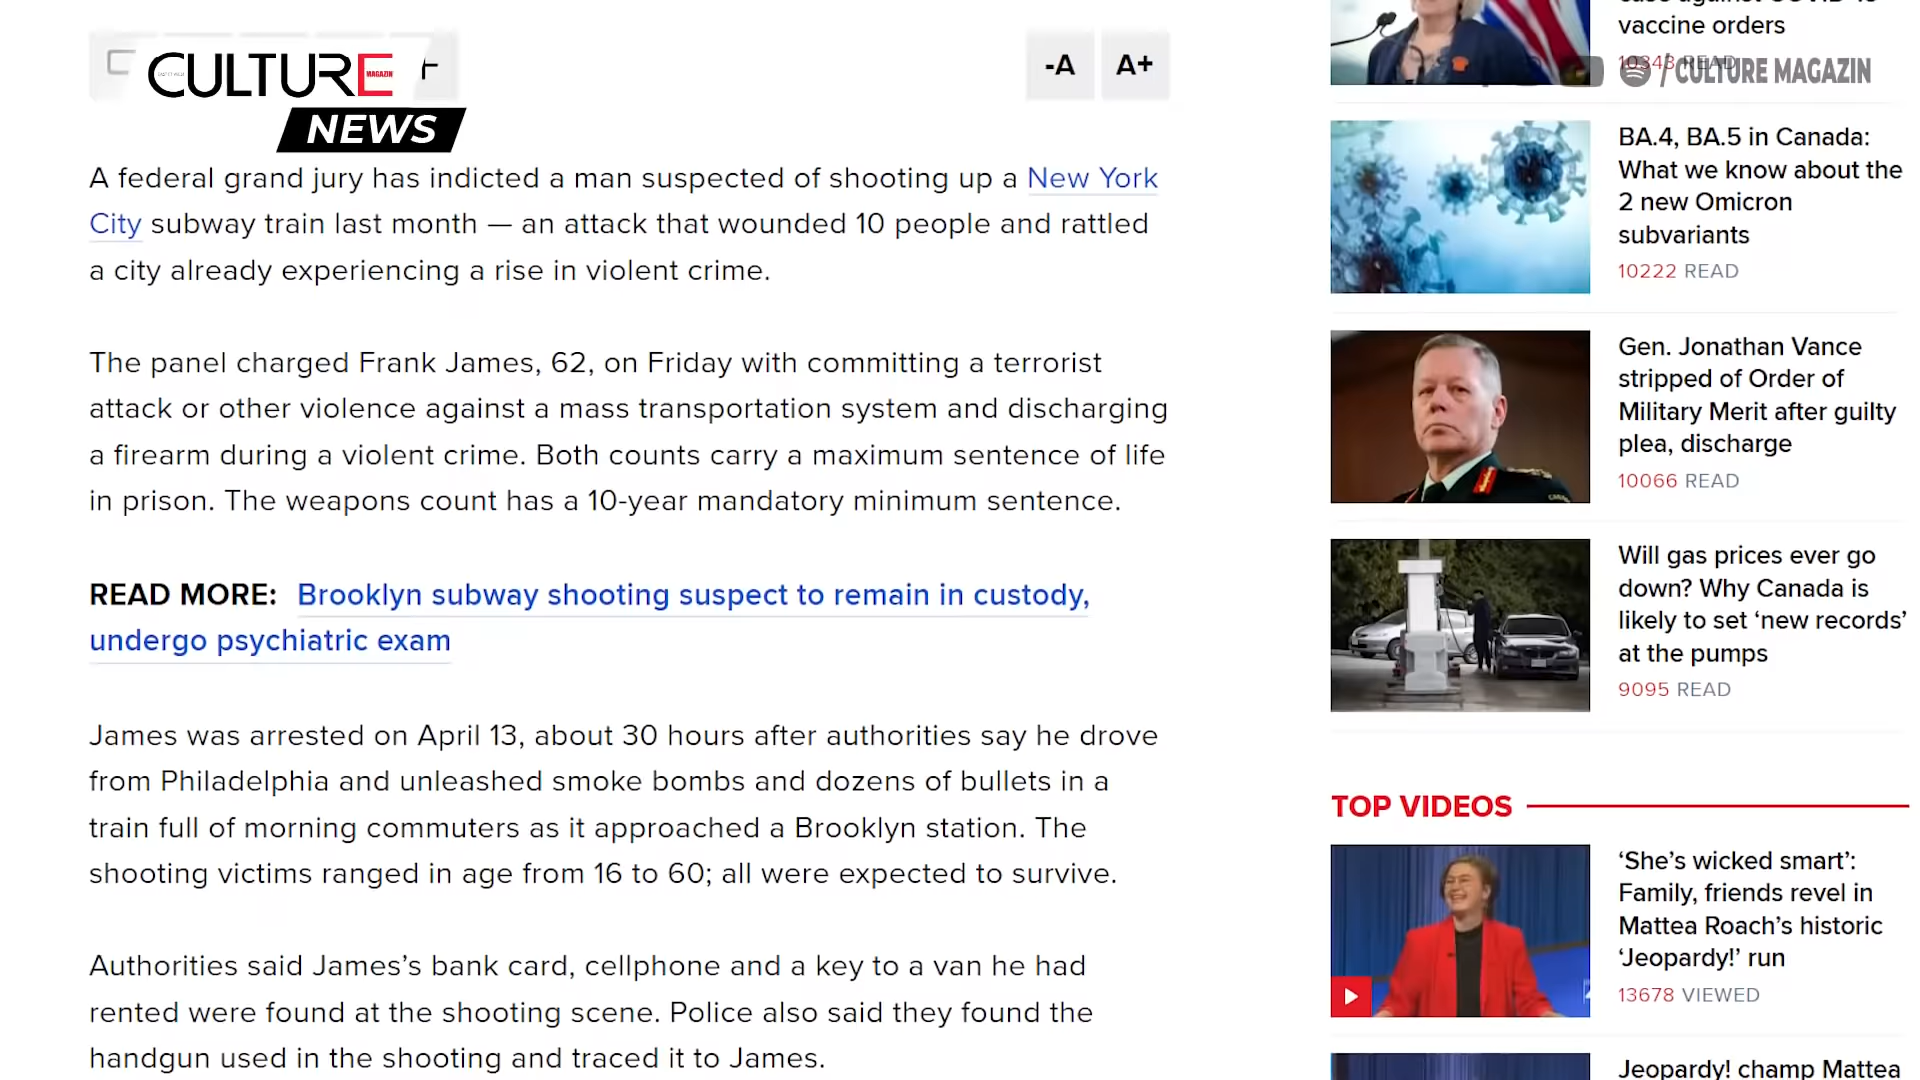 CULTURE
MAGAZIN
NEWS
-A
A+
A federal grand jury has indicted a man suspected of shooting up a New York
City subway train last month — an attack that wounded 10 people and rattled
a city already experiencing a rise in violent crime.
The panel charged Frank James, 62, on Friday with committing a terrorist
attack or other violence against a mass transportation system and discharging
a firearm during a violent crime. Both counts carry a maximum sentence of life
in prison. The weapons count has a 10-year mandatory minimum sentence.
READ MORE: Brooklyn subway shooting suspect to remain in custody,
undergo psychiatric exam
James was arrested on April 13, about 30 hours after authorities say he drove
from Philadelphia and unleashed smoke bombs and dozens of bullets in a
train full of morning commuters as it approached a Brooklyn station. The
shooting victims ranged in age from 16 to 60; all were expected to survive.
Authorities said James’s bank card, cellphone and a key to a van he had
rented were found at the shooting scene. Police also said they found the
handgun used in the shooting and traced it to James.
vaccine orders
10343 READ
/ CULTURE MAGAZIN
BA.4, BA.5 in Canada:
What we know about the
2 new Omicron
subvariants
10222 READ
Gen. Jonathan Vance
stripped of Order of
Military Merit after guilty
plea, discharge
10066 READ
Will gas prices ever go
down? Why Canada is
likely to set ‘new records’
at the pumps
9095 READ
TOP VIDEOS
‘She’s wicked smart’:
Family, friends revel in
Mattea Roach’s historic
‘Jeopardy!’ run
13678 VIEWED
Jeopardy! champ Mattea